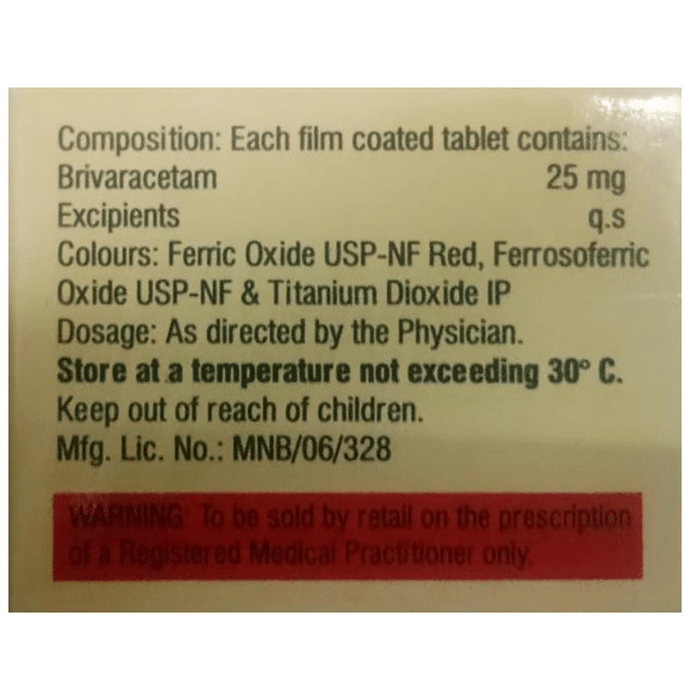 Composition: Each film coated tablet contains:
Brivaracetam 25 mg
Excipients q.s
Colours: Ferric Oxide USP-NF Red, Ferrosoferric
Oxide USP-NF & Titanium Dioxide IP
Dosage: As directed by the Physician.
Store at a temperature not exceeding 30° C.
Keep out of reach of children.
Mfg. Lic. No.: MNB/06/328
WARNING: To be sold by retail on the prescription
of a Registered Medical Practitioner only.